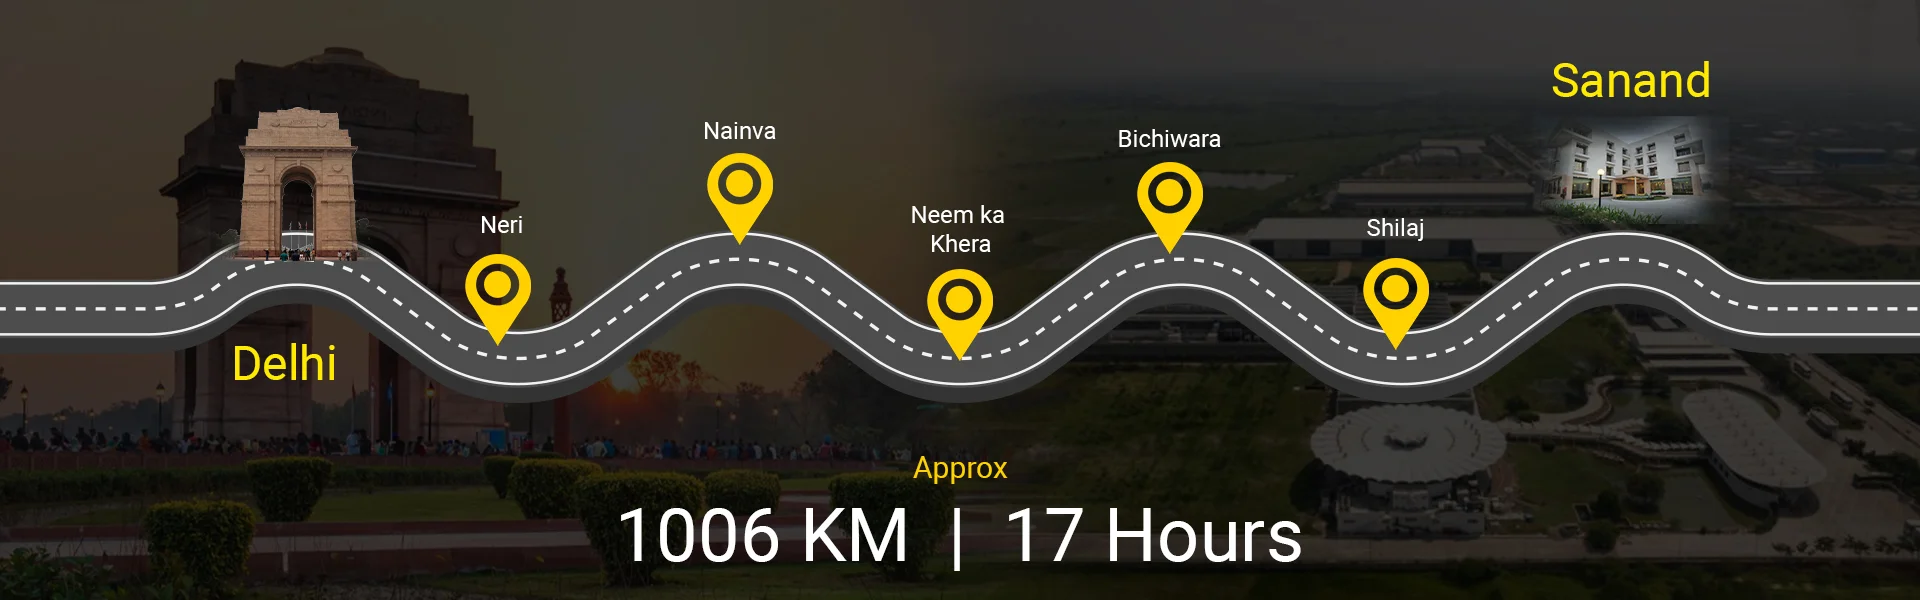 Sanand
Nainva
Bichiwara
Neri
Neem ka
Khera
Shilaj
Delhi
Approx
1006 KM | 17 Hours